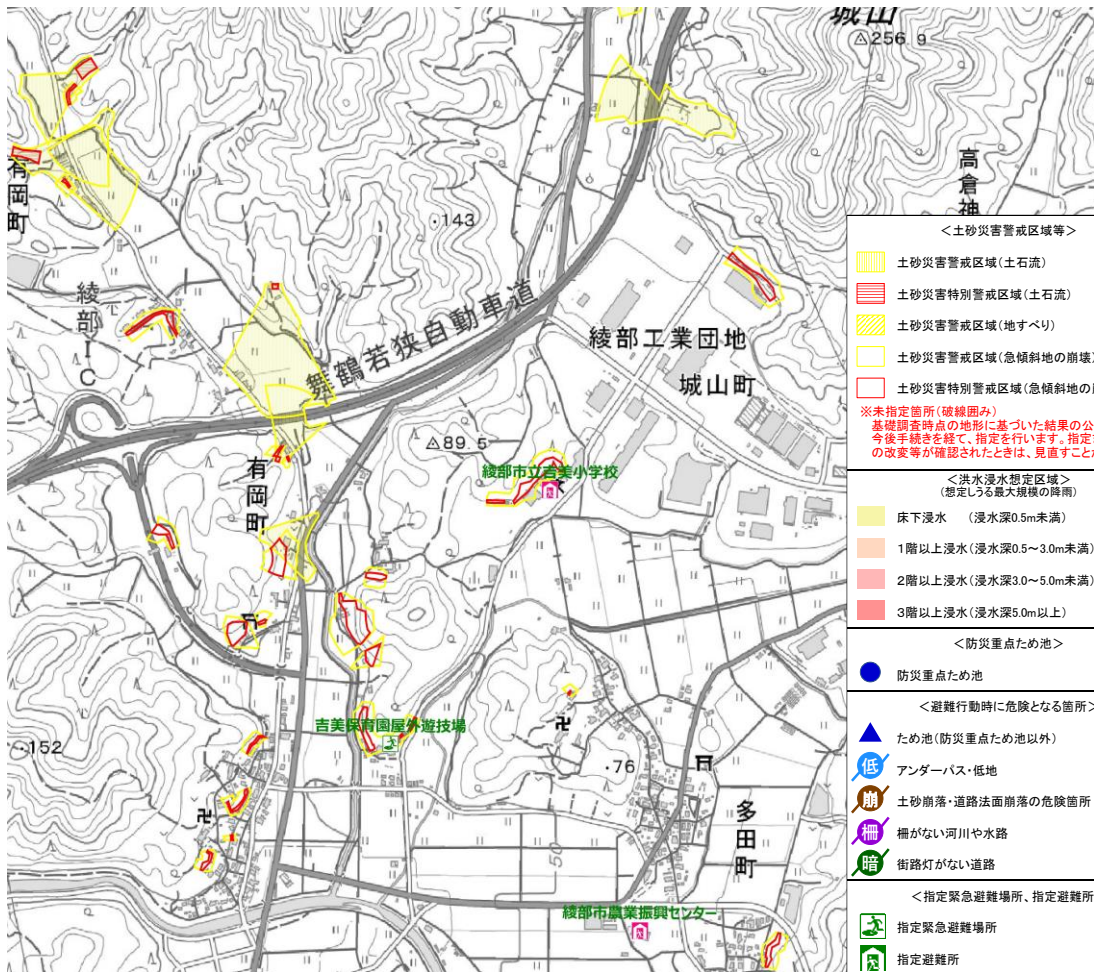 城山
△256.9
有岡町
高倉神
・143
綾部IC
舞鶴若狭自動車道
綾部工業団地
城山町
△89.5
綾部市立吉美小学校
有岡町
吉美保育園屋外遊技場
・152
・76
多田町
50
綾部市農業振興センター
<土砂災害警戒区域等>
土砂災害警戒区域(土石流)
土砂災害特別警戒区域(土石流)
土砂災害警戒区域(地すべり)
土砂災害警戒区域(急傾斜地の崩壊)
土砂災害特別警戒区域(急傾斜地の崩
※未指定箇所(破線囲み)
基礎調査時点の地形に基づいた結果の公
今後手続きを経て、指定を行います。指定
の改変等が確認されたときは、見直すことが
<洪水浸水想定区域>
(想定しうる最大規模の降雨)
床下浸水 (浸水深0.5m未満)
1階以上浸水(浸水深0.5~3.0m未満)
2階以上浸水(浸水深3.0~5.0m未満)
3階以上浸水(浸水深5.0m以上)
<防災重点ため池>
防災重点ため池
<避難行動時に危険となる箇所>
ため池(防災重点ため池以外)
低 アンダーパス・低地
崩 土砂崩落・道路法面崩落の危険箇所
柵 柵がない河川や水路
暗 街路灯がない道路
<指定緊急避難場所、指定避難所
指定緊急避難場所
指定避難所